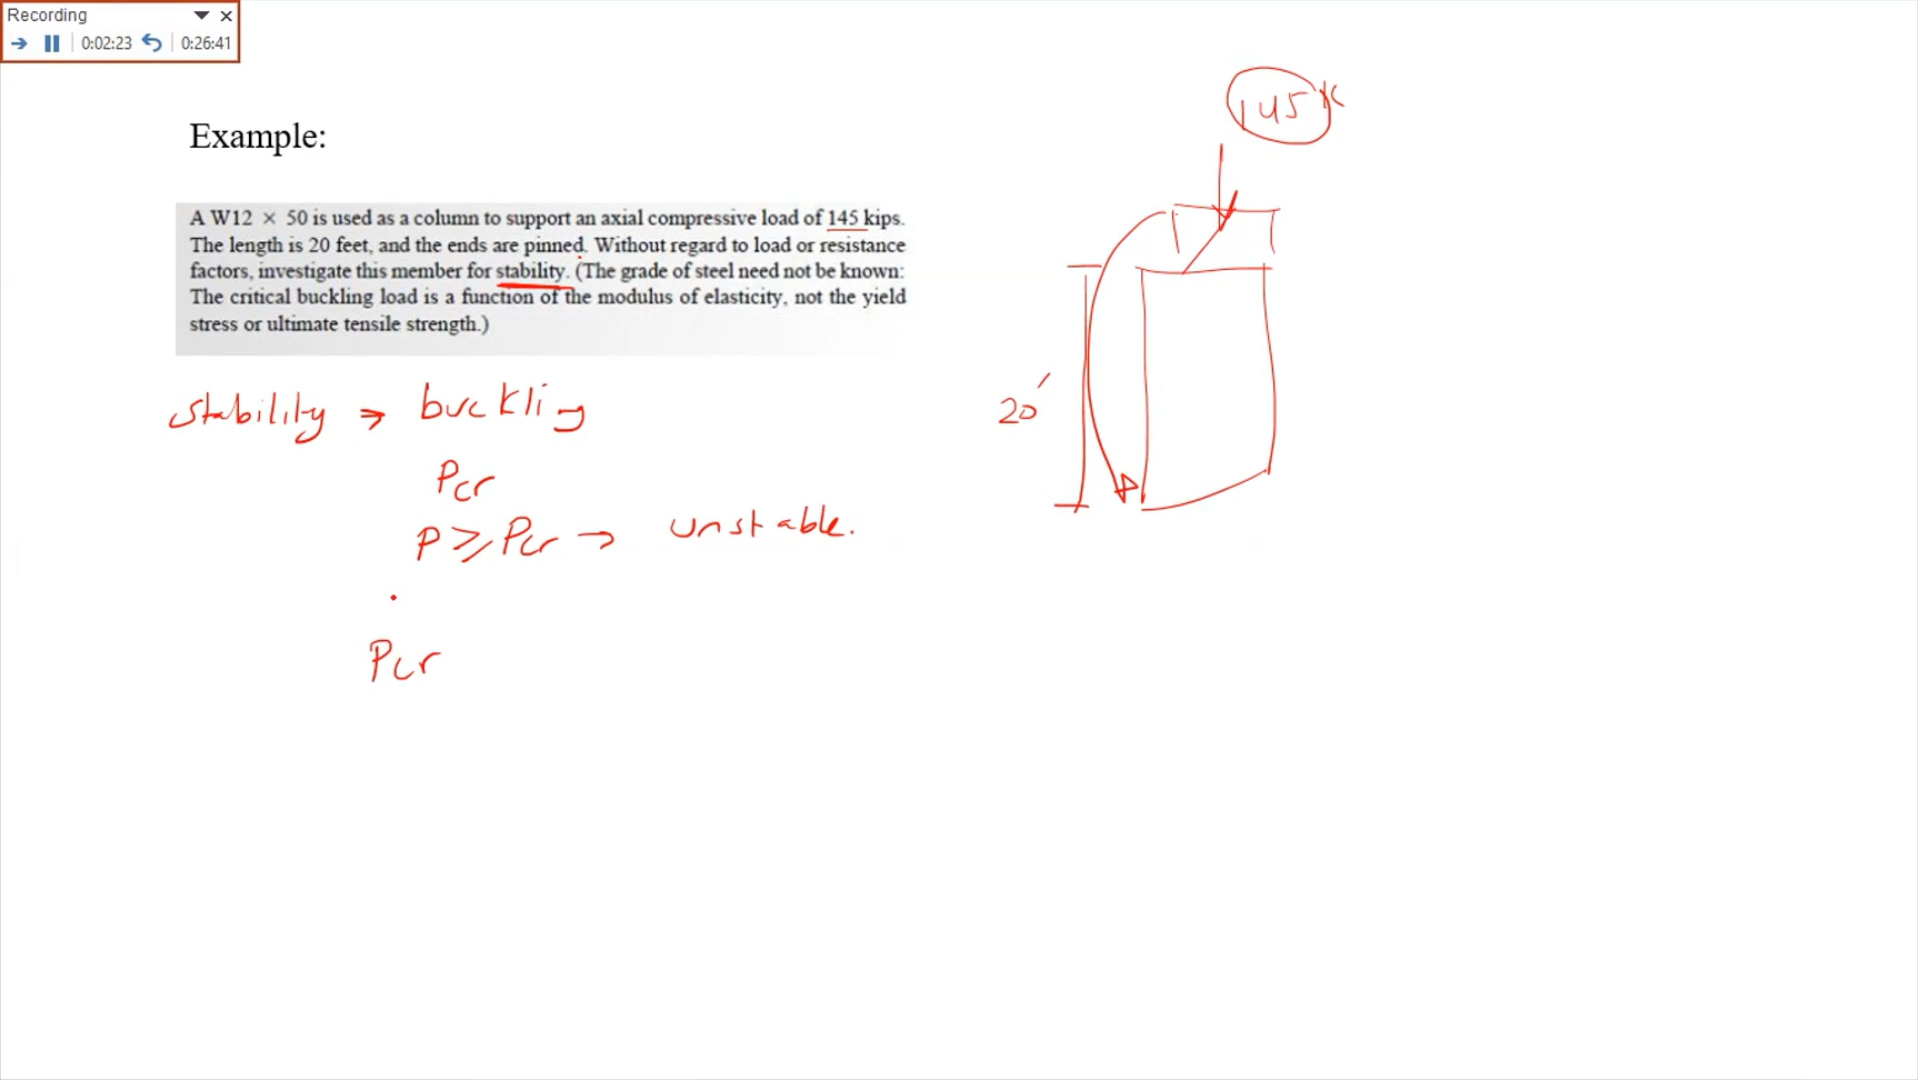 Recording
0:02:23 0:26:41
145 K
Example:
A W12 × 50 is used as a column to support an axial compressive load of 145 kips.
The length is 20 feet, and the ends are pinned. Without regard to load or resistance
factors, investigate this member for stability. (The grade of steel need not be known:
The critical buckling load is a function of the modulus of elasticity, not the yield
stress or ultimate tensile strength.)
20'
stability → buckling
Pcr
P ≥ Pcr → unstable.
Pcr